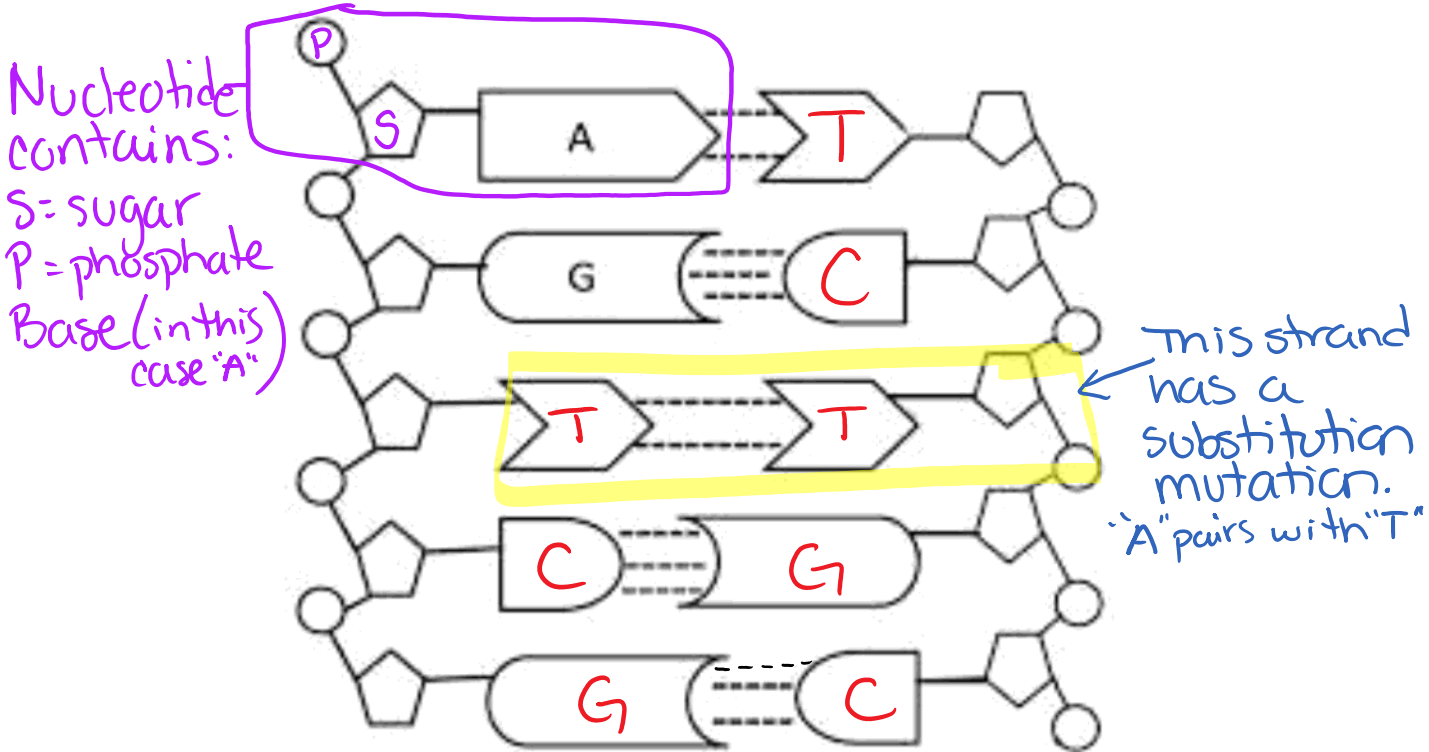 P
Nucleotide
contains:
S
A
T
S= sugar
P= phosphate
G
C
Base (in this
case "A")
T
T
This strand
has a
substitution
mutation.
"A" pairs with "T"
C
G
G
C